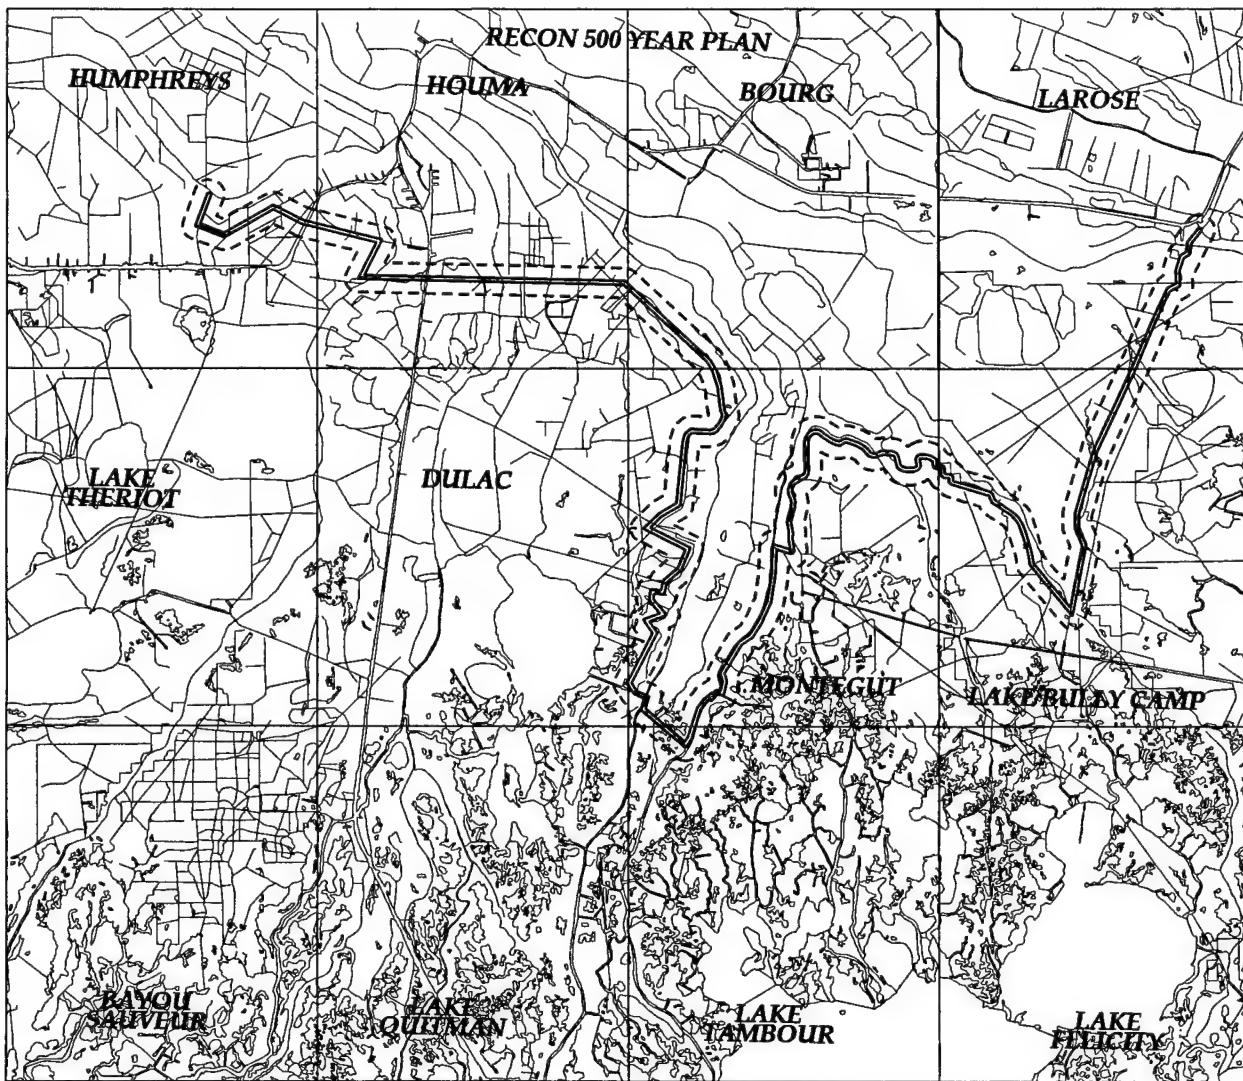 RECON 500 YEAR PLAN
HUMPHREYS
HOUMA
BOURG
LAROSE
LAKE
THERIOT
DULAC
MONTEGUT
LAKE BULLY CAMP
BAYOU
SAUVEUR
LAKE
QUITMAN
LAKE
TAMBOUR
LAKE
FELICITY